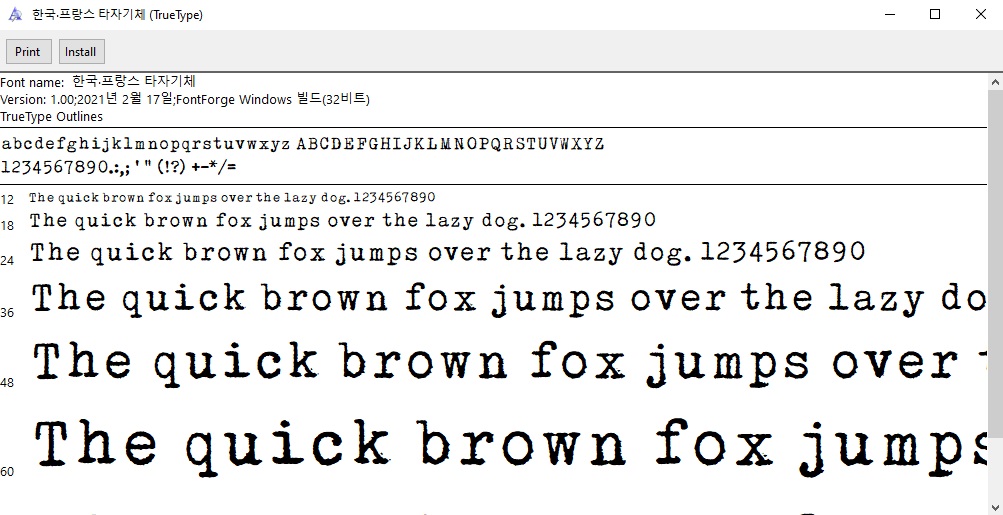 한국·프랑스 타자기체 (TrueType)
Print Install
Font name: 한국·프랑스 타자기체
Version: 1.00;2021년 2월 17일;FontForge Windows 빌드(32비트)
TrueType Outlines
abcdefghijklmnopqrstuvwxyz ABCDEFGHIJKLMNOPQRSTUVWXYZ
1234567890.:,; ' " (!?) +-*/=
12 The quick brown fox jumps over the lazy dog. 1234567890
18 The quick brown fox jumps over the lazy dog. 1234567890
24 The quick brown fox jumps over the lazy dog. 1234567890
36 The quick brown fox jumps over the lazy do
48 The quick brown fox jumps over
60 The quick brown fox jumps